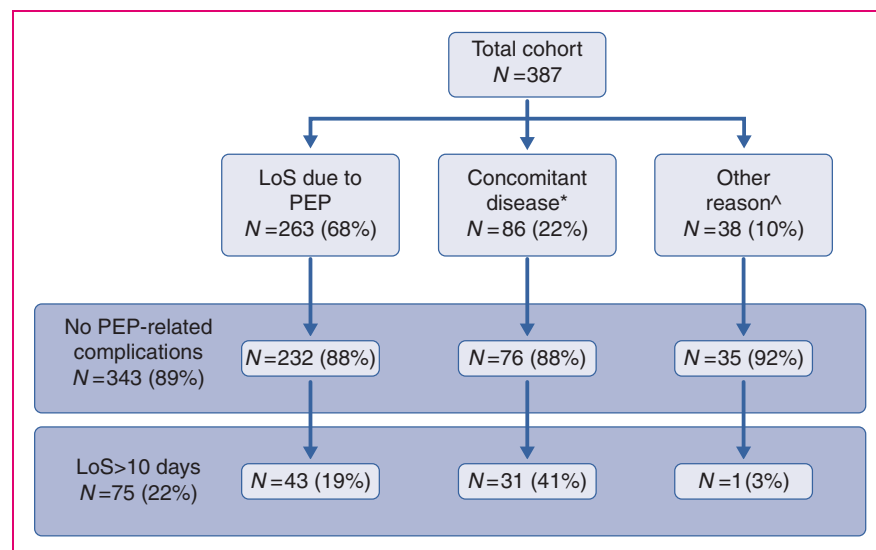 Total cohort
N=387
LoS due to
PEP
N=263 (68%)
Concomitant
disease*
N=86 (22%)
Other
reason^
N=38 (10%)
No PEP-related
complications
N=343 (89%)
N=232 (88%)
N=76 (88%)
N=35 (92%)
LoS>10 days
N=75 (22%)
N=43 (19%)
N=31 (41%)
N=1(3%)